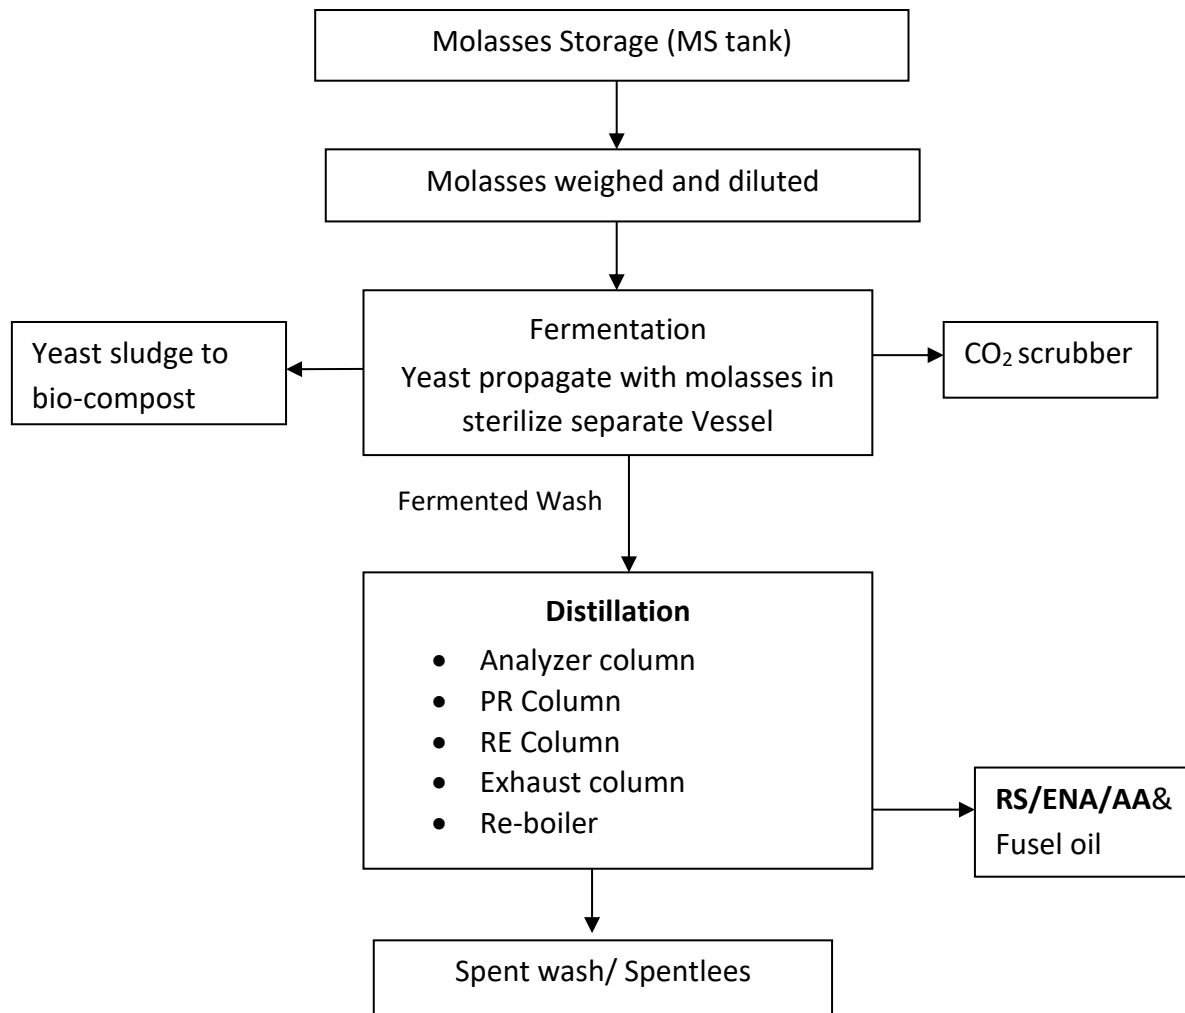 Molasses Storage (MS tank)
Molasses weighed and diluted
Fermentation
Yeast propagate with molasses in
sterilize separate Vessel
Yeast sludge to
bio-compost
CO₂ scrubber
Fermented Wash
Distillation
• Analyzer column
• PR Column
• RE Column
• Exhaust column
• Re-boiler
RS/ENA/AA&
Fusel oil
Spent wash/ Spentlees